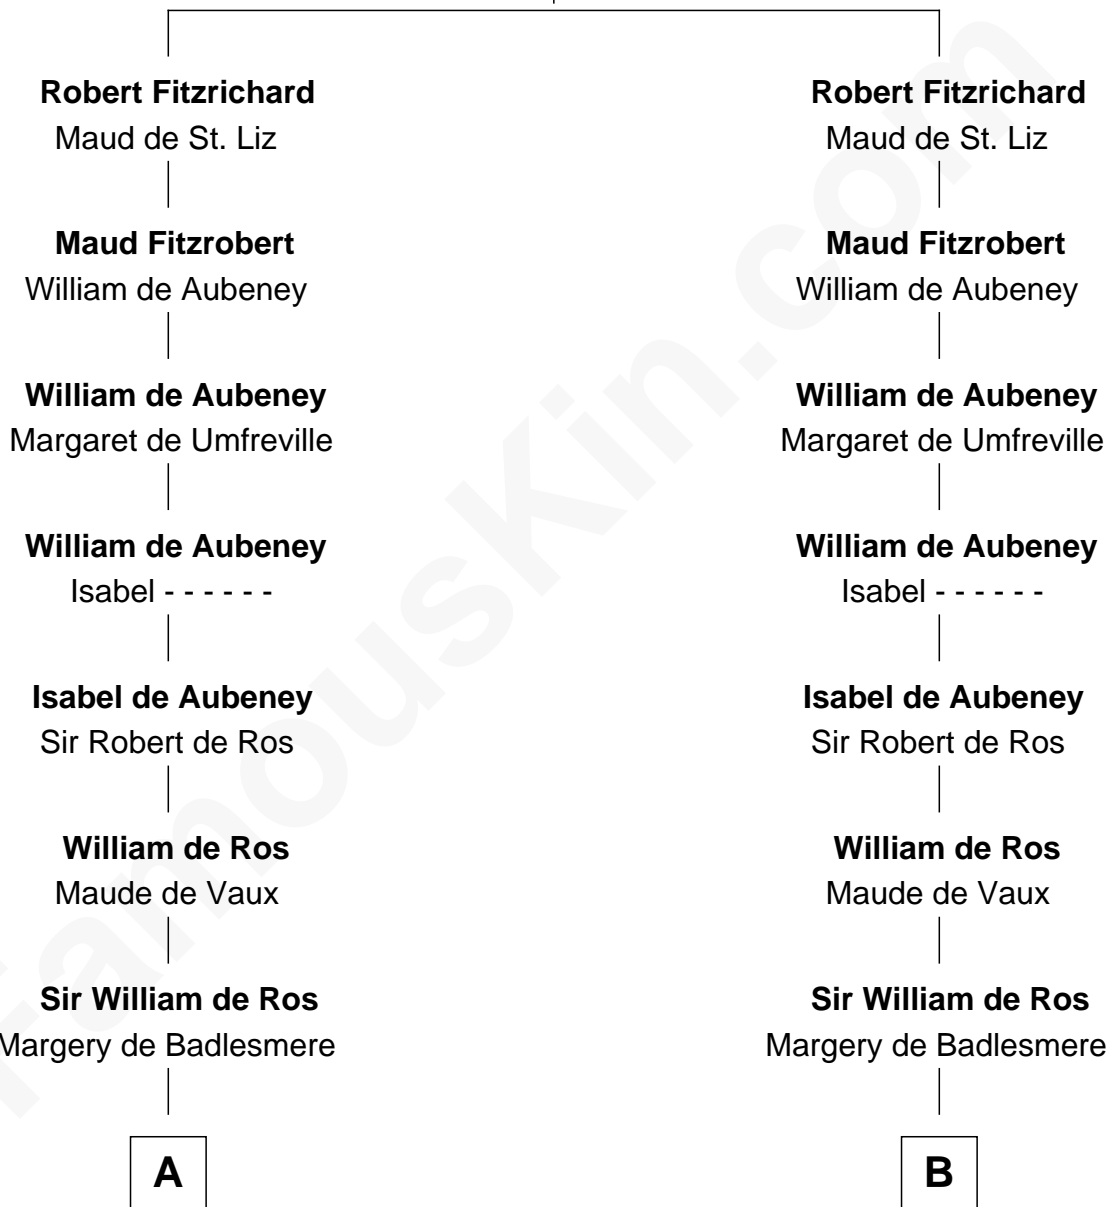 Robert Fitzrichard Robert Fitzrichard
Maud de St. Liz Maud de St. Liz
Maud Fitzrobert Maud Fitzrobert
William de Aubeney William de Aubeney
William de Aubeney William de Aubeney
Margaret de Umfreville Margaret de Umfreville
William de Aubeney William de Aubeney
Isabel - - - - - - Isabel - - - - - -
Isabel de Aubeney Isabel de Aubeney
Sir Robert de Ros Sir Robert de Ros
William de Ros William de Ros
Maude de Vaux Maude de Vaux
Sir William de Ros Sir William de Ros
Margery de Badlesmere Margery de Badlesmere
A B
FamousKin.com